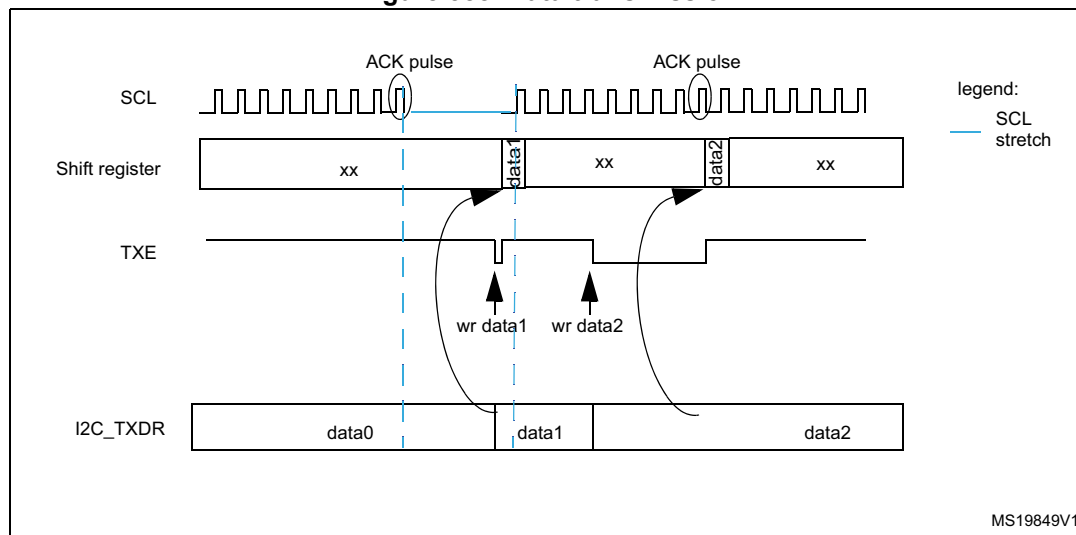 ACK pulse ACK pulse
legend:
SCL
SCL
stretch
Shift register xx data1 xx data2 xx
TXE
wr data1 wr data2
I2C_TXDR data0 data1 data2
MS19849V1